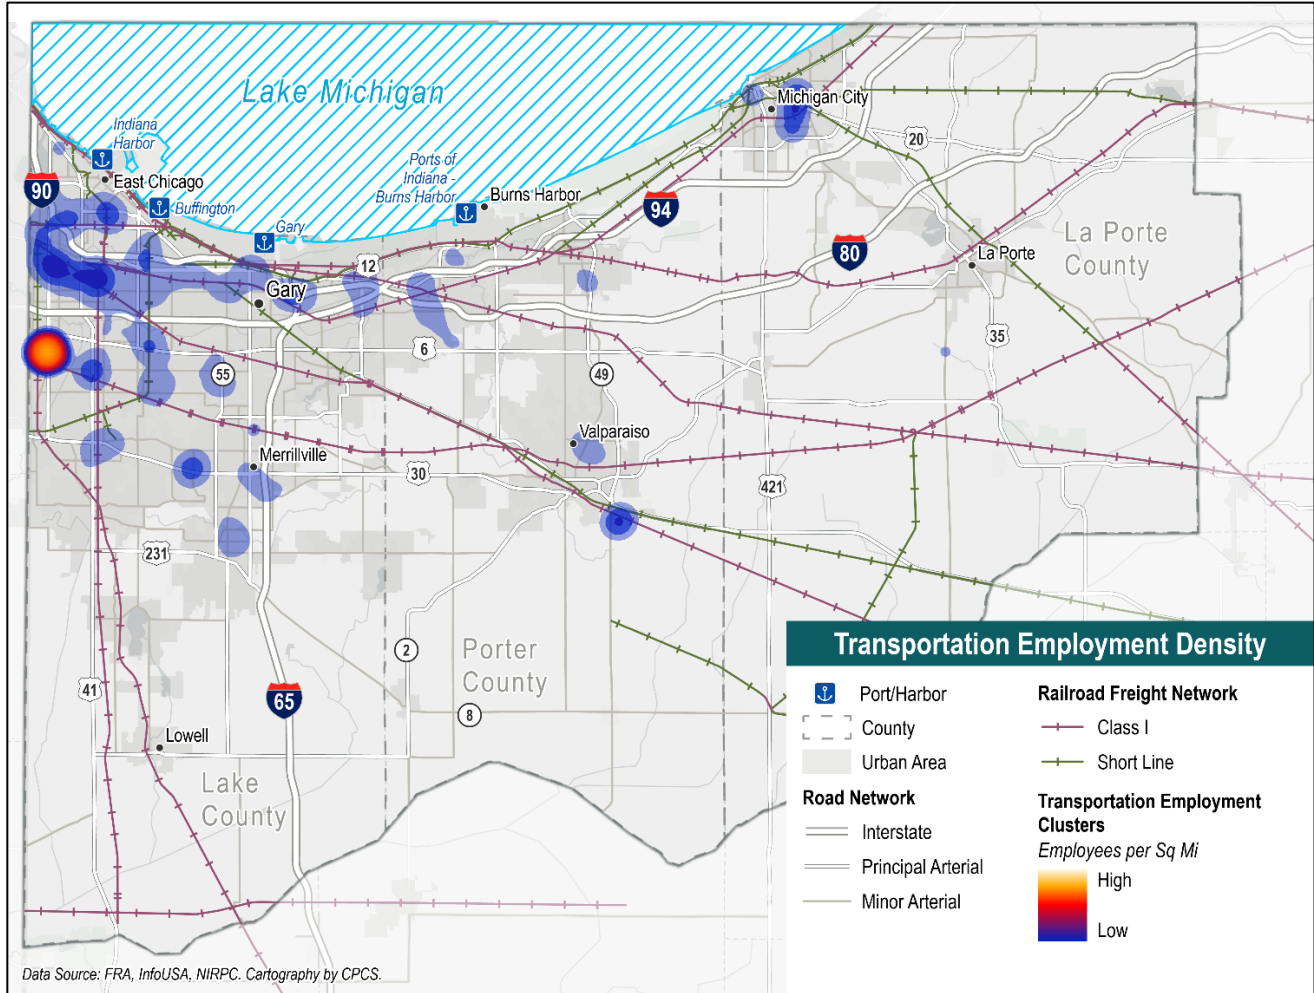 Lake Michigan
Indiana
Harbor
East Chicago
90
Buffington
Gary
Ports of
Indiana -
Burns Harbor
Burns Harbor
Michigan City
20
94
80
La Porte
County
La Porte
12
Gary
6
35
55
49
Valparaiso
Merrillville
30
421
231
Porter
County
2
8
41
65
Lowell
Lake
County
Transportation Employment Density
Port/Harbor
County
Urban Area
Road Network
Interstate
Principal Arterial
Minor Arterial
Railroad Freight Network
Class I
Short Line
Transportation Employment
Clusters
Employees per Sq Mi
High
Low
Data Source: FRA, InfoUSA, NIRPC. Cartography by CPCS.